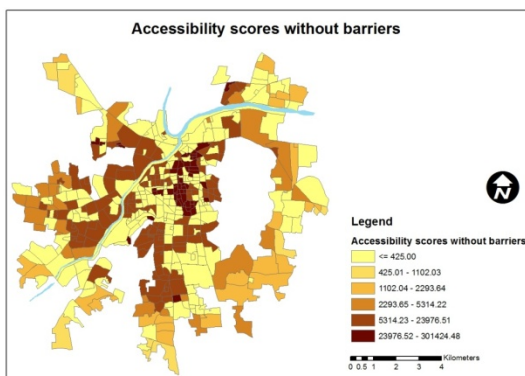 Accessibility scores without barriers
N
Legend
Accessibility scores without barriers
<= 425.00
425.01 - 1102.03
1102.04 - 2293.64
2293.65 - 5314.22
5314.23 - 23976.51
23976.52 - 301424.48
Kilometers
0 0.5 1 2 3 4